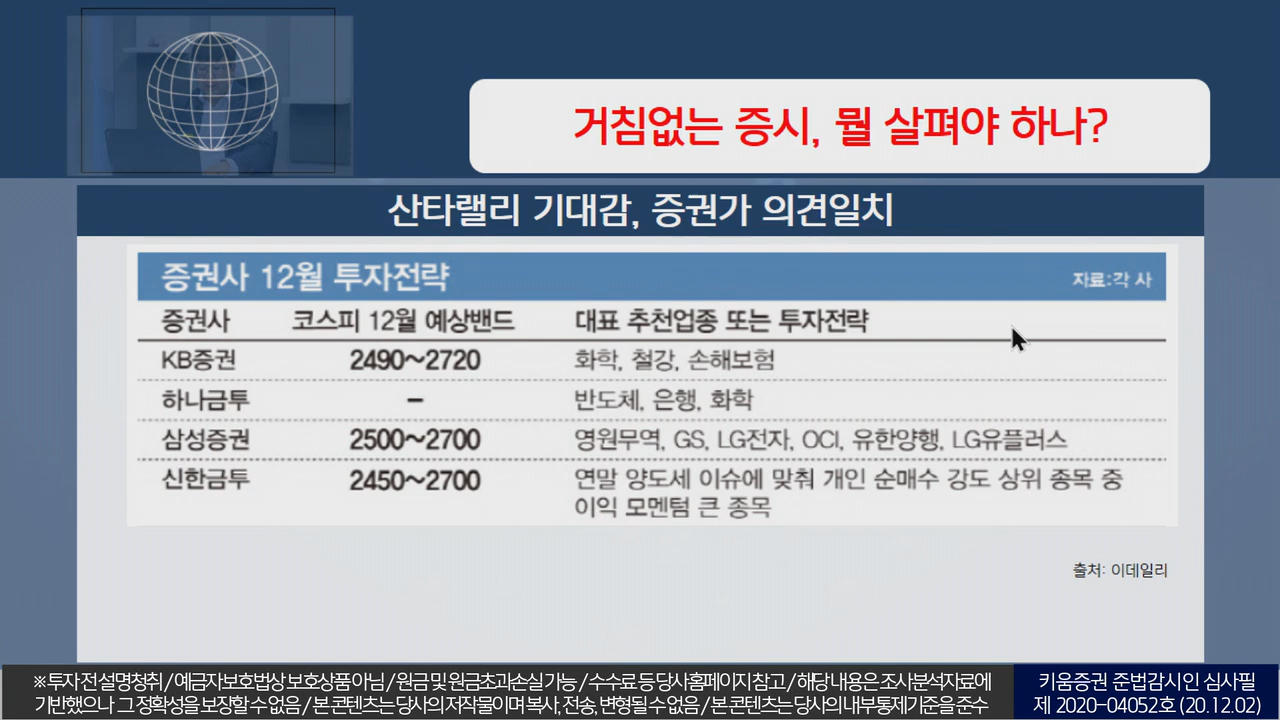 거침없는 증시, 뭘 살펴야 하나?
산타랠리 기대감, 증권가 의견일치
증권사 12월 투자전략 자료:각 사
증권사 코스피 12월 예상밴드 대표 추천업종 또는 투자전략
KB증권 2490~2720 화학, 철강, 손해보험
하나금투 – 반도체, 은행, 화학
삼성증권 2500~2700 영원무역, GS, LG전자, OCI, 유한양행, LG유플러스
신한금투 2450~2700 연말 양도세 이슈에 맞춰 개인 순매수 강도 상위 종목 중
이익 모멘텀 큰 종목
출처: 이데일리
※ 투자 전 설명청취 / 예금자보호법상 보호상품 아님 / 원금 및 원금초과손실 가능 / 수수료 등 당사홈페이지 참고 / 해당 내용은 조사분석자료에
기반했으나 그 정확성을 보장할 수 없음 / 본 콘텐츠는 당사의 저작물이며 복사, 전송, 변형될 수 없음 / 본 콘텐츠는 당사의 내부통제기준을 준수
키움증권 준법감시인 심사필
제 2020-04052호 (20.12.02)